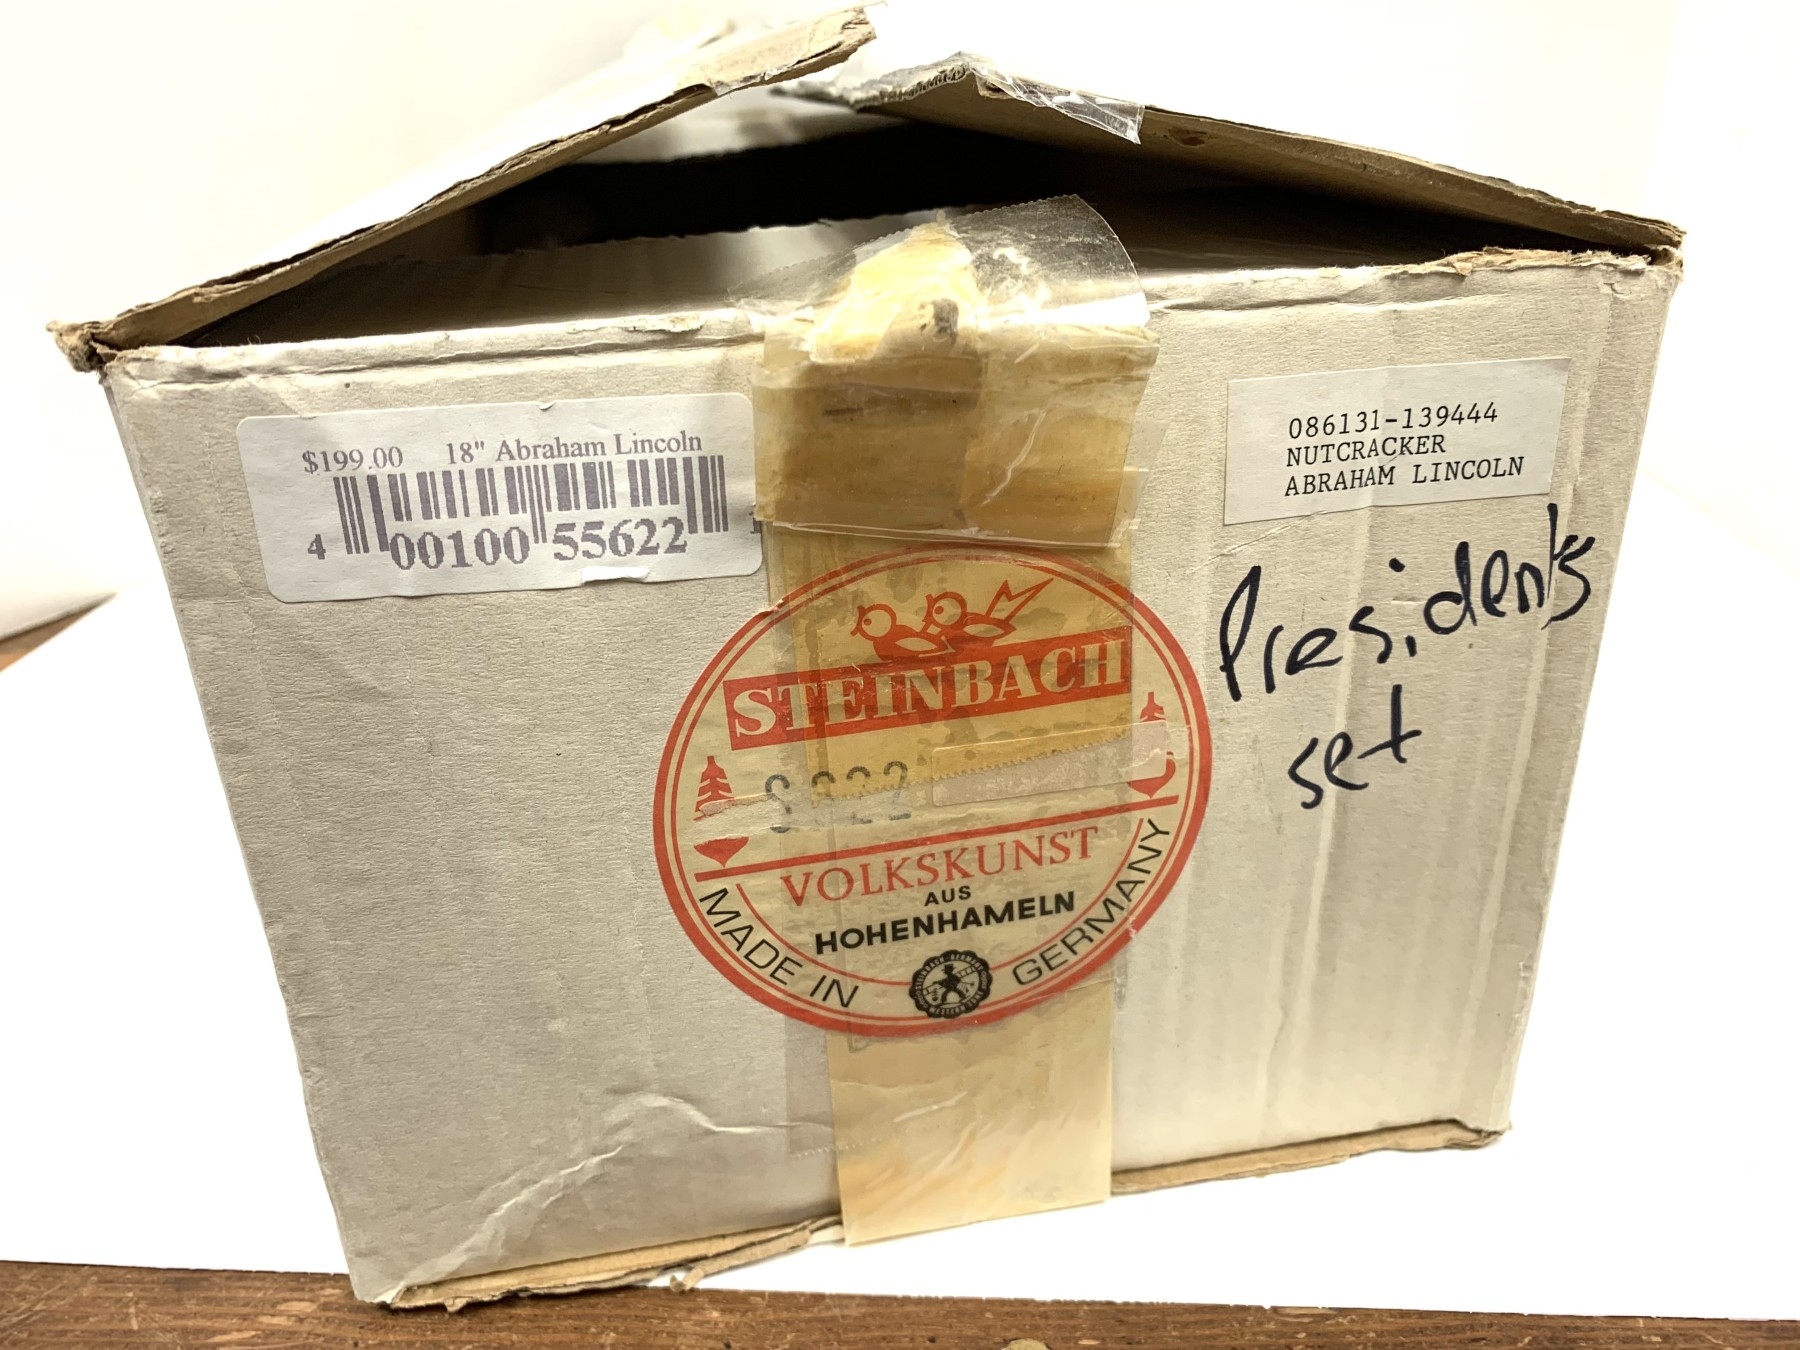 $199.00 18" Abraham Lincoln
4 00100 55622
086131-139444
NUTCRACKER
ABRAHAM LINCOLN
Presidents
set
STEINBACH
S 622
VOLKSKUNST
AUS
HOHENHAMELN
MADE IN GERMANY